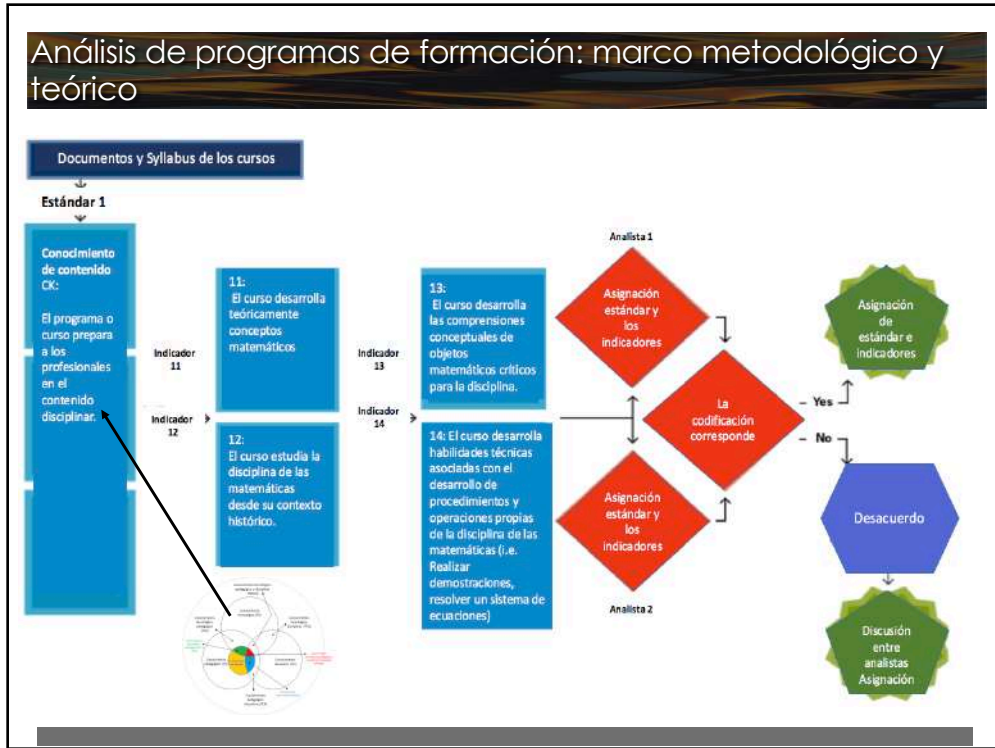 Análisis de programas de formación: marco metodológico y
teórico
Documentos y Syllabus de los cursos
Estándar 1
Conocimiento
de contenido
CK:
El programa o
curso prepara
a los
profesionales
en el
contenido
disciplinar.
Indicador
11
Indicador
12
11:
El curso desarrolla
teóricamente
conceptos
matemáticos
12:
El curso estudia la
disciplina de las
matemáticas
desde su contexto
histórico.
Indicador
13
Indicador
14
13:
El curso desarrolla
las comprensiones
conceptuales de
objetos
matemáticos críticos
para la disciplina.
14: El curso desarrolla
habilidades técnicas
asociadas con el
desarrollo de
procedimientos y
operaciones propias
de la disciplina de las
matemáticas (i.e.
Realizar
demostraciones,
resolver un sistema de
ecuaciones)
Analista 1
Asignación
estándar y
los
indicadores
Asignación
estándar y
los
indicadores
Analista 2
La
codificación
corresponde
Yes
No
Asignación
de
estándar e
indicadores
Desacuerdo
Discusión
entre
analistas
Asignación